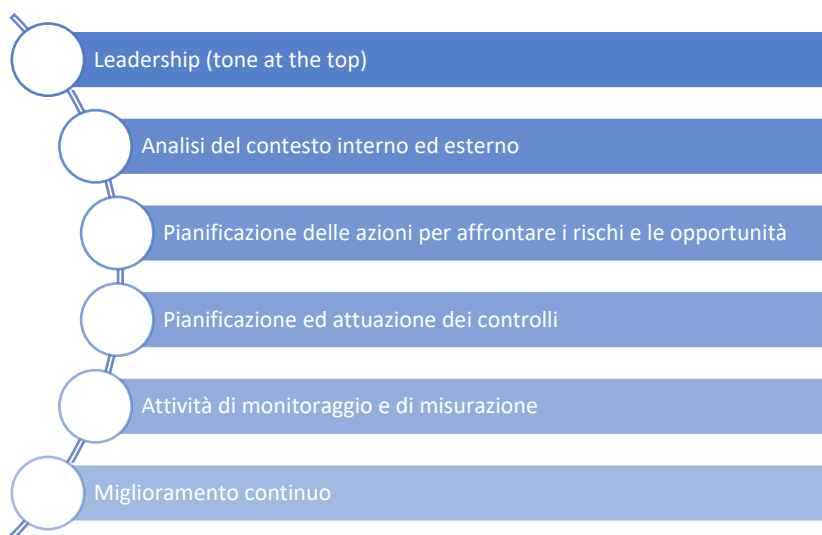 Leadership (tone at the top)
Analisi del contesto interno ed esterno
Pianificazione delle azioni per affrontare i rischi e le opportunità
Pianificazione ed attuazione dei controlli
Attività di monitoraggio e di misurazione
Miglioramento continuo